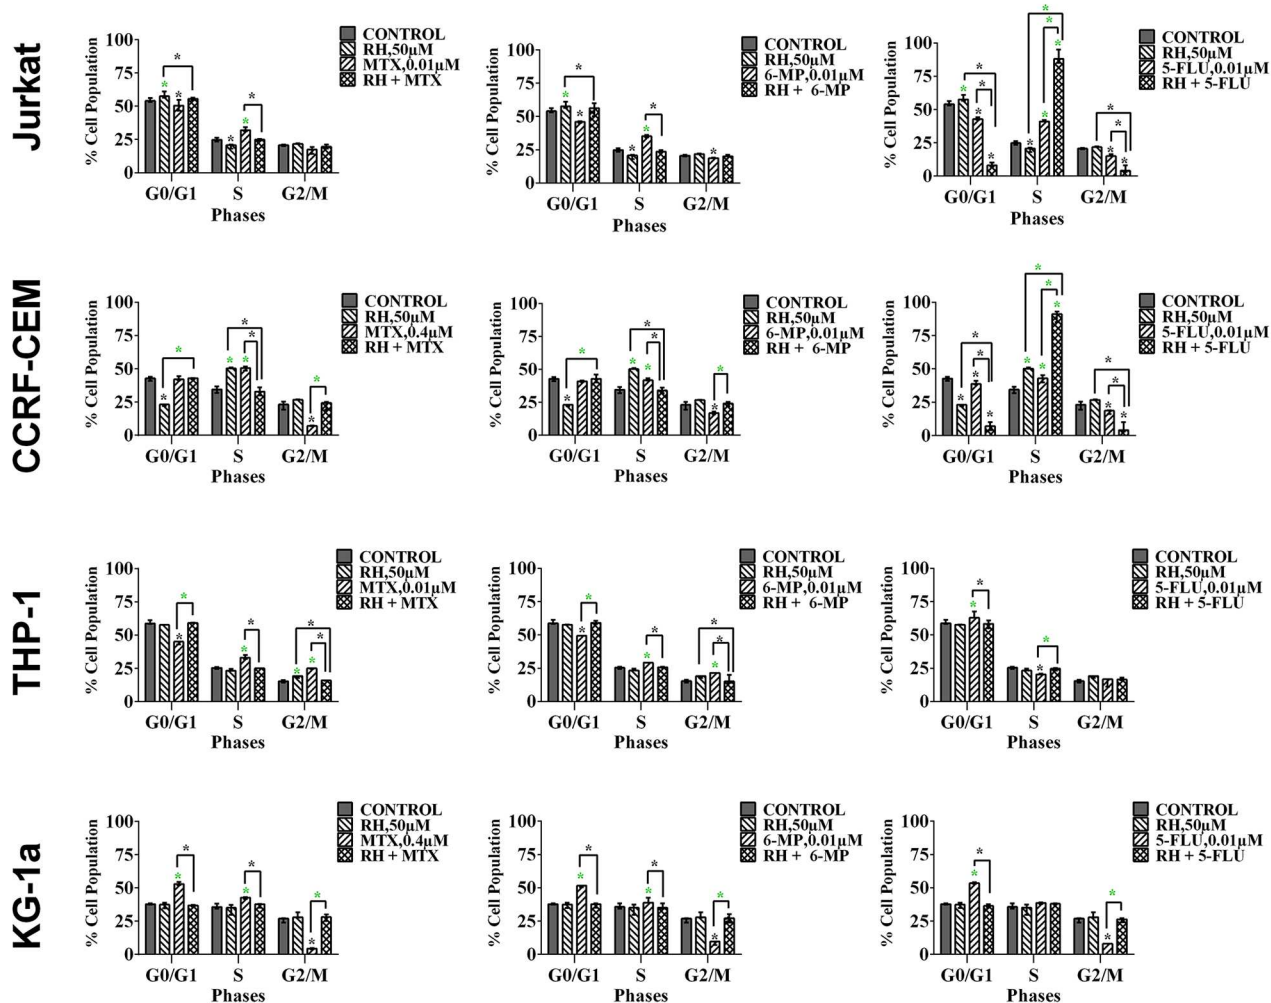 Jurkat
% Cell Population
100
75
50
25
0
G0/G1 S G2/M
Phases
CONTROL
RH,50μM
MTX,0.01μM
RH + MTX
% Cell Population
100
75
50
25
0
G0/G1 S G2/M
Phases
CONTROL
RH,50μM
6-MP,0.01μM
RH + 6-MP
% Cell Population
100
75
50
25
0
G0/G1 S G2/M
Phases
CONTROL
RH,50μM
5-FLU,0.01μM
RH + 5-FLU
CCRF-CEM
% Cell Population
100
75
50
25
0
G0/G1 S G2/M
Phases
CONTROL
RH,50μM
MTX,0.4μM
RH + MTX
% Cell Population
100
75
50
25
0
G0/G1 S G2/M
Phases
CONTROL
RH,50μM
6-MP,0.01μM
RH + 6-MP
% Cell Population
100
75
50
25
0
G0/G1 S G2/M
Phases
CONTROL
RH,50μM
5-FLU,0.01μM
RH + 5-FLU
THP-1
% Cell Population
100
75
50
25
0
G0/G1 S G2/M
Phases
CONTROL
RH,50μM
MTX,0.01μM
RH + MTX
% Cell Population
100
75
50
25
0
G0/G1 S G2/M
Phases
CONTROL
RH,50μM
6-MP,0.01μM
RH + 6-MP
% Cell Population
100
75
50
25
0
G0/G1 S G2/M
Phases
CONTROL
RH,50μM
5-FLU,0.01μM
RH + 5-FLU
KG-1a
% Cell Population
100
75
50
25
0
G0/G1 S G2/M
Phases
CONTROL
RH,50μM
MTX,0.4μM
RH + MTX
% Cell Population
100
75
50
25
0
G0/G1 S G2/M
Phases
CONTROL
RH,50μM
6-MP,0.01μM
RH + 6-MP
% Cell Population
100
75
50
25
0
G0/G1 S G2/M
Phases
CONTROL
RH,50μM
5-FLU,0.01μM
RH + 5-FLU